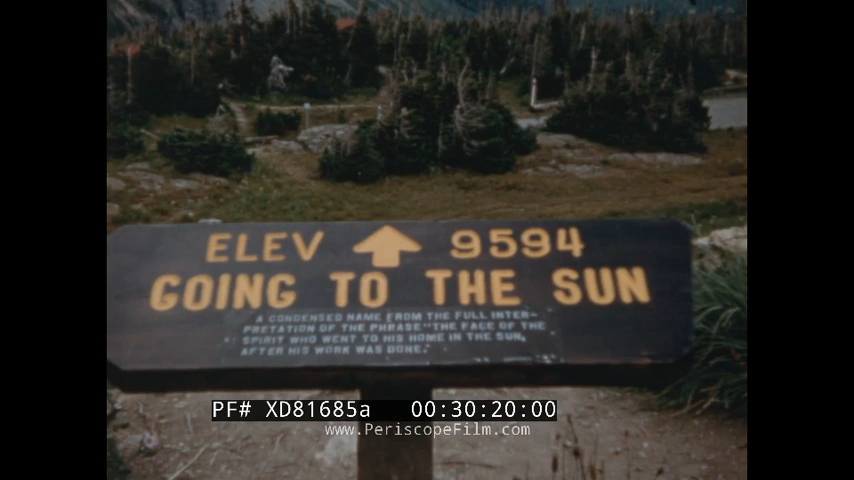 ELEV 9594
GOING TO THE SUN
A CONDENSED NAME FROM THE FULL INTER-
PRETATION OF THE PHRASE "THE FACE OF THE
SPIRIT WHO WENT TO HIS HOME IN THE SUN,
AFTER HIS WORK WAS DONE."
PF# XD81685a 00:30:20:00
www.PeriscopeFilm.com